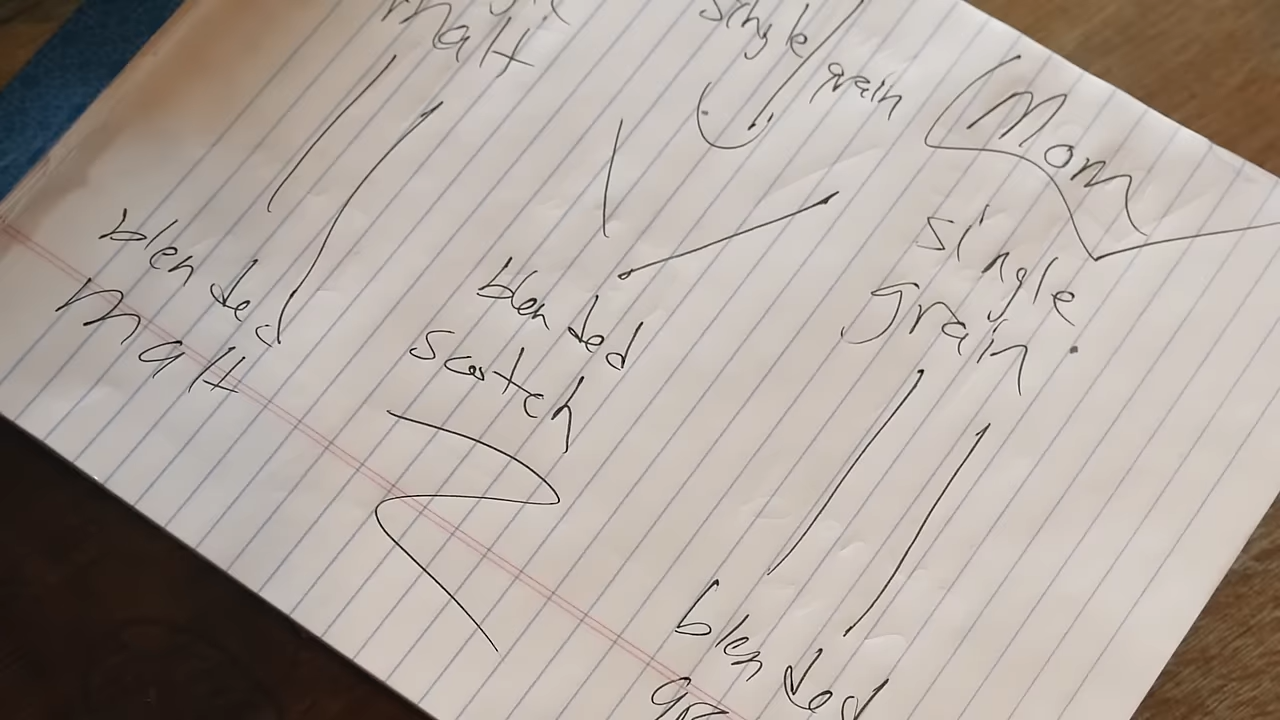 malt
single/grain
Mom
single
grain
blended
malt
blended
scotch
blended